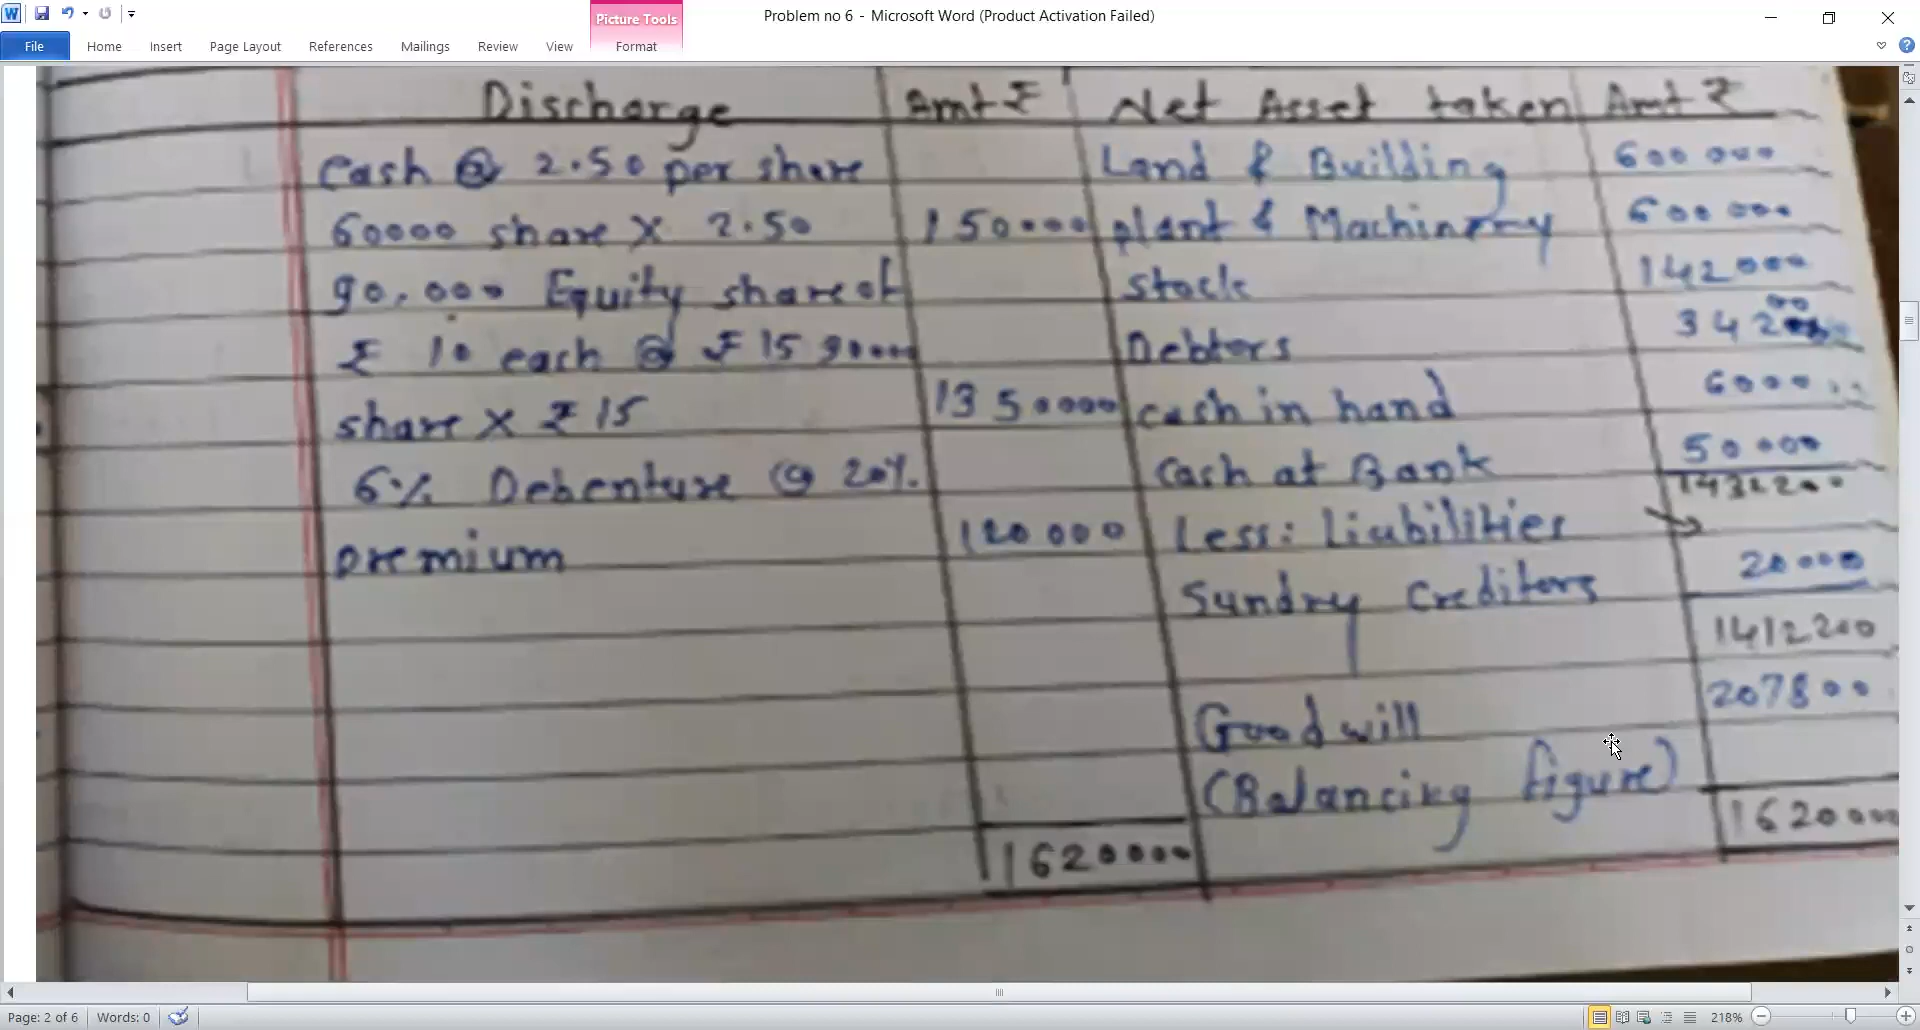 Problem no 6 - Microsoft Word (Product Activation Failed)
Picture Tools
File Home Insert Page Layout References Mailings Review View Format
Discharge Amt ₹ Net Asset taken Amt ₹
Cash @ 2.50 per share Land & Building 600000
60000 share X 2.50 150000 plant & Machinery 600000
90,000 Equity share of Stock 142000
₹ 10 each @ ₹ 15 90000 Debtors 34200
share X ₹ 15 1350000 Cash in hand 6000
6% Debenture @ 20%. Cash at Bank 50000
1432200
premium 120000 Less: Liabilities
Sundry Creditors 20000
1412200
Goodwill 207800
(Balancing figure)
1620000 1620000
Page: 2 of 6 Words: 0 218%